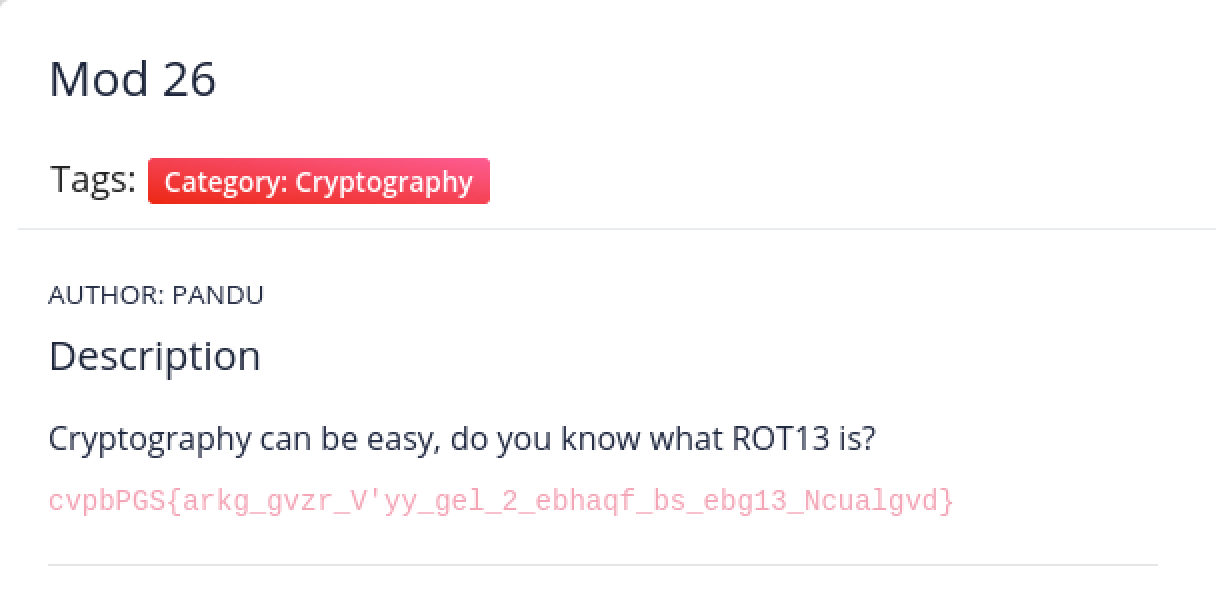 Mod 26
Tags: Category: Cryptography
AUTHOR: PANDU
Description
Cryptography can be easy, do you know what ROT13 is?
cvpbPGS{arkg_gvzr_V'yy_gel_2_ebhaqf_bs_ebg13_Ncualgvd}